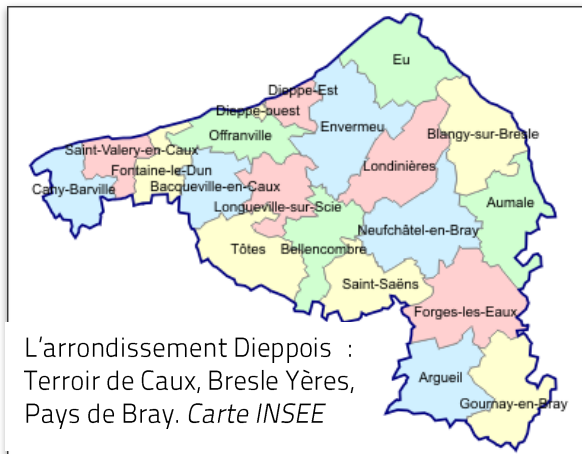 Eu
Dieppe-Est
Dieppe-ouest
Envermeu
Offranville
Blangy-sur-Bresle
Saint-Valery-en-Caux
Londinières
Fontaine-le-Dun
Cany-Barville
Bacqueville-en-Caux
Longueville-sur-Scie
Aumale
Neufchâtel-en-Bray
Tôtes
Bellencombre
Saint-Saëns
Forges-les-Eaux
L'arrondissement Dieppois :
Terroir de Caux, Bresle Yères,
Pays de Bray. Carte INSEE
Argueil
Gournay-en-Bray